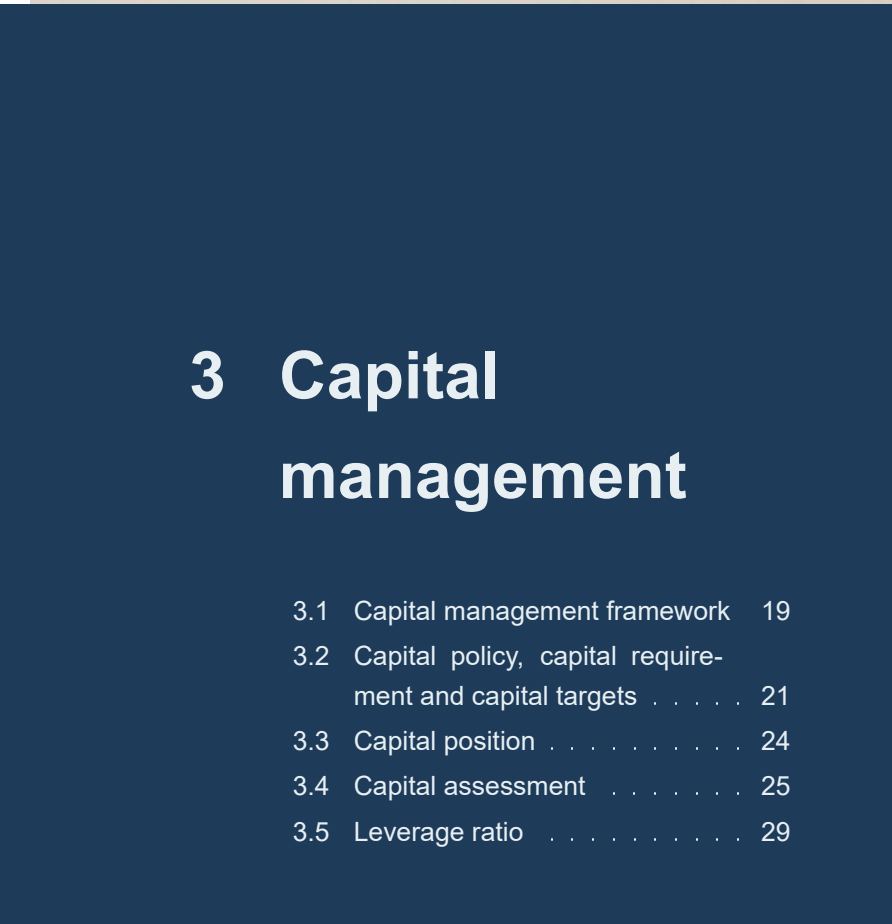 3 Capital
management
3.1 Capital management framework 19
3.2 Capital policy, capital require-
ment and capital targets . . . . . 21
3.3 Capital position . . . . . . . . . . 24
3.4 Capital assessment . . . . . . . 25
3.5 Leverage ratio . . . . . . . . . . 29